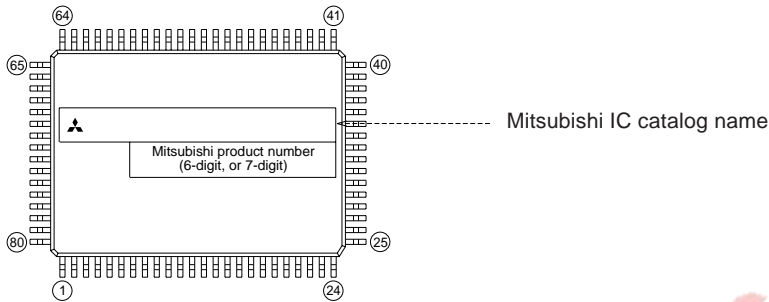 64 41
65 40
Mitsubishi IC catalog name
Mitsubishi product number
(6-digit, or 7-digit)
80 25
1 24